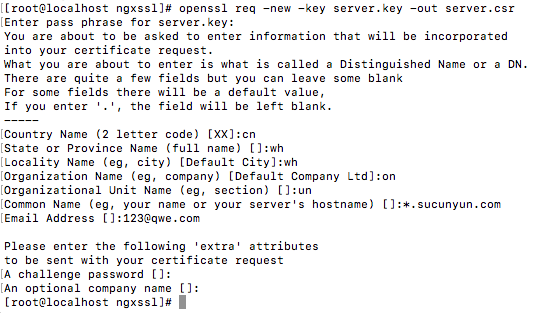 [root@localhost ngxssl]# openssl req -new -key server.key -out server.csr
Enter pass phrase for server.key:
You are about to be asked to enter information that will be incorporated
into your certificate request.
What you are about to enter is what is called a Distinguished Name or a DN.
There are quite a few fields but you can leave some blank
For some fields there will be a default value,
If you enter '.', the field will be left blank.
-----
Country Name (2 letter code) [XX]:cn
State or Province Name (full name) []:wh
Locality Name (eg, city) [Default City]:wh
Organization Name (eg, company) [Default Company Ltd]:on
Organizational Unit Name (eg, section) []:un
Common Name (eg, your name or your server's hostname) []:*.sucunyun.com
Email Address []:123@qwe.com

Please enter the following 'extra' attributes
to be sent with your certificate request
A challenge password []:
An optional company name []:
[root@localhost ngxssl]#